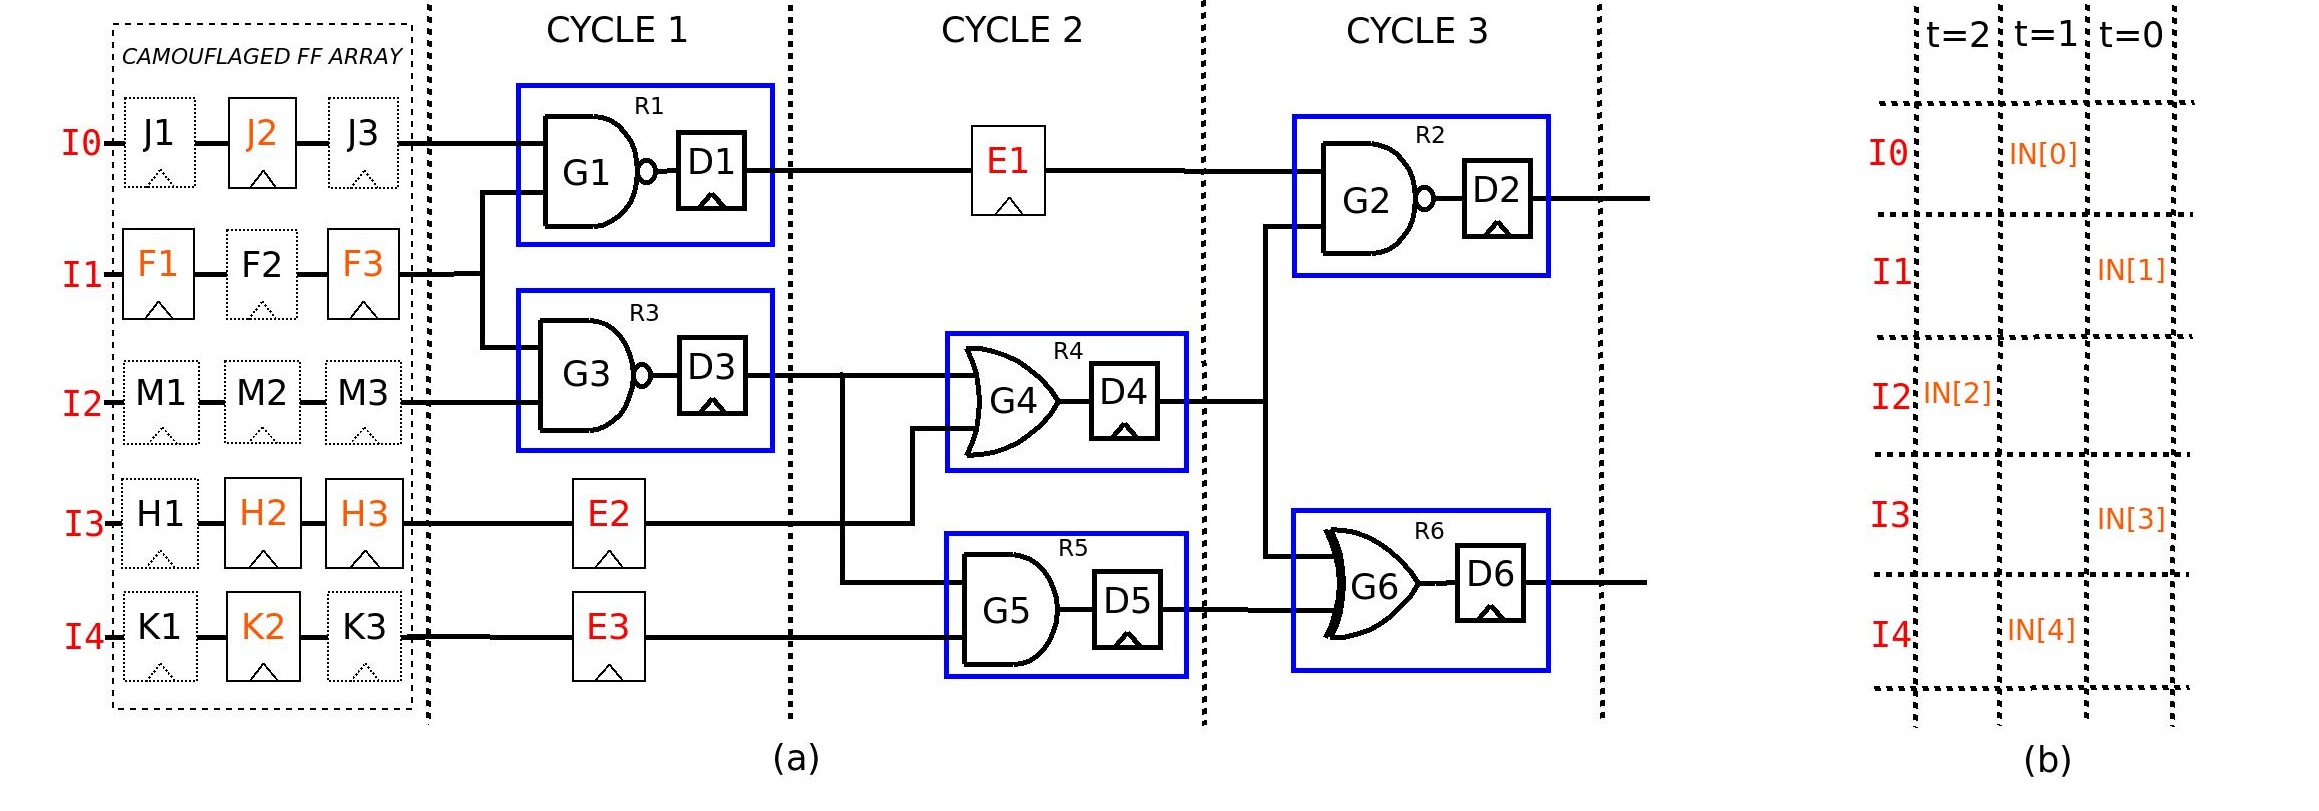 CYCLE 1 CYCLE 2 CYCLE 3 t=2 t=1 t=0
CAMOUFLAGED FF ARRAY
R1
R2
I0 J1 J2 J3 G1 D1 E1 G2 D2 I0 IN[0]
I1 F1 F2 F3 I1 IN[1]
R3
R4
I2 M1 M2 M3 G3 D3 G4 D4 I2 IN[2]
I3 H1 H2 H3 E2 I3 IN[3]
R5
R6
I4 K1 K2 K3 E3 G5 D5 G6 D6 I4 IN[4]
(a) (b)